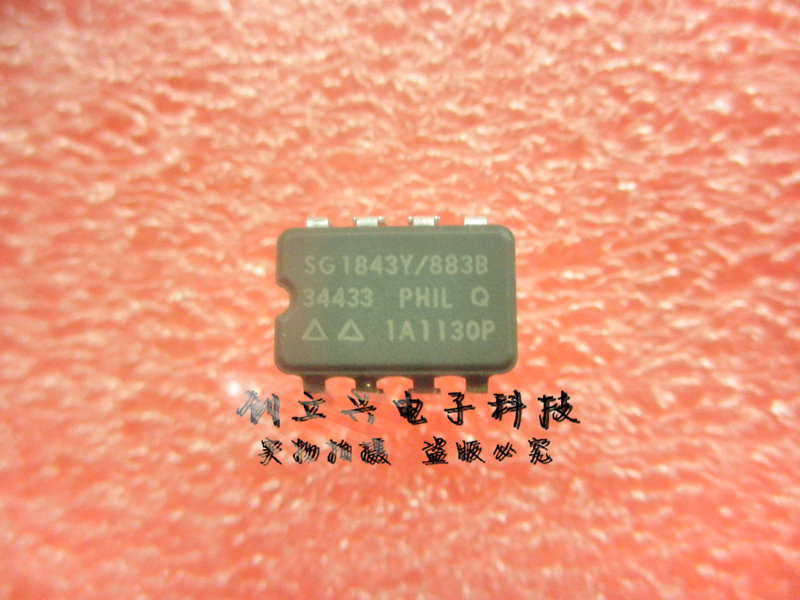 SG1843Y/883B
34433 PHIL Q
△ △ 1A1130P
创立兴电子科技
实物拍摄 盗版必究